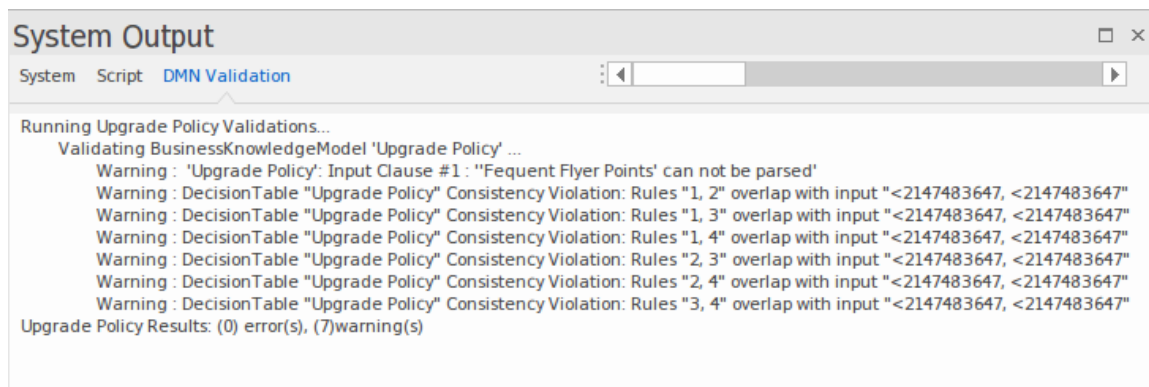 System Output
System Script DMN Validation
Running Upgrade Policy Validations...
Validating BusinessKnowledgeModel 'Upgrade Policy' ...
Warning : 'Upgrade Policy': Input Clause #1 : ''Fequent Flyer Points' can not be parsed'
Warning : DecisionTable "Upgrade Policy" Consistency Violation: Rules "1, 2" overlap with input "<2147483647, <2147483647"
Warning : DecisionTable "Upgrade Policy" Consistency Violation: Rules "1, 3" overlap with input "<2147483647, <2147483647"
Warning : DecisionTable "Upgrade Policy" Consistency Violation: Rules "1, 4" overlap with input "<2147483647, <2147483647"
Warning : DecisionTable "Upgrade Policy" Consistency Violation: Rules "2, 3" overlap with input "<2147483647, <2147483647"
Warning : DecisionTable "Upgrade Policy" Consistency Violation: Rules "2, 4" overlap with input "<2147483647, <2147483647"
Warning : DecisionTable "Upgrade Policy" Consistency Violation: Rules "3, 4" overlap with input "<2147483647, <2147483647"
Upgrade Policy Results: (0) error(s), (7)warning(s)